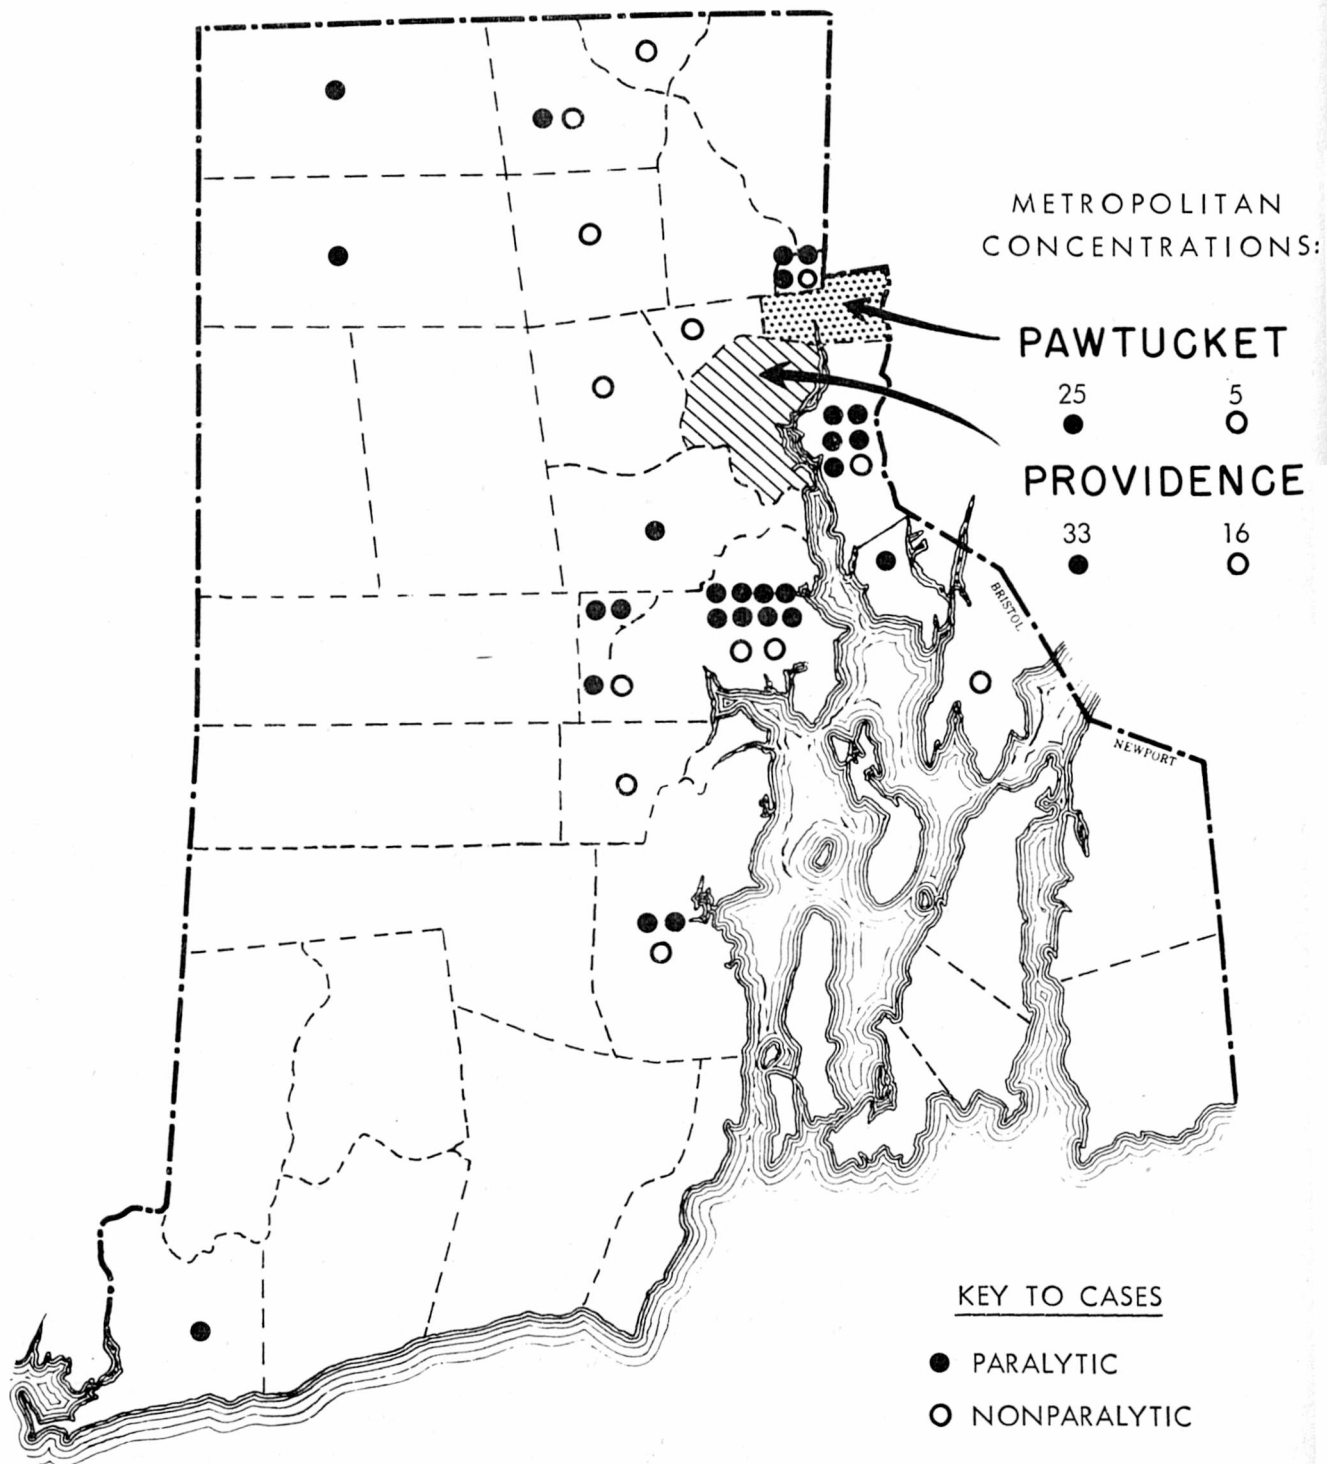 METROPOLITAN
CONCENTRATIONS:
PAWTUCKET
25 5
PROVIDENCE
33 16
BRISTOL
NEWPORT
KEY TO CASES
PARALYTIC
NONPARALYTIC